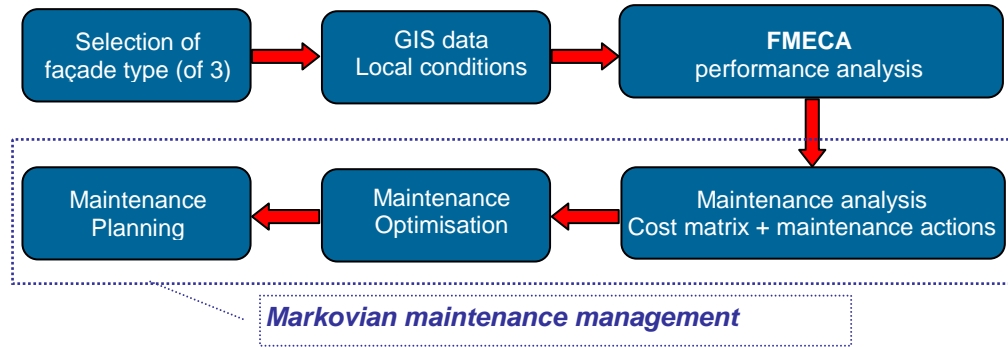 Selection of
façade type (of 3)
GIS data
Local conditions
FMECA
performance analysis
Maintenance
Planning
Maintenance
Optimisation
Maintenance analysis
Cost matrix + maintenance actions
Markovian maintenance management